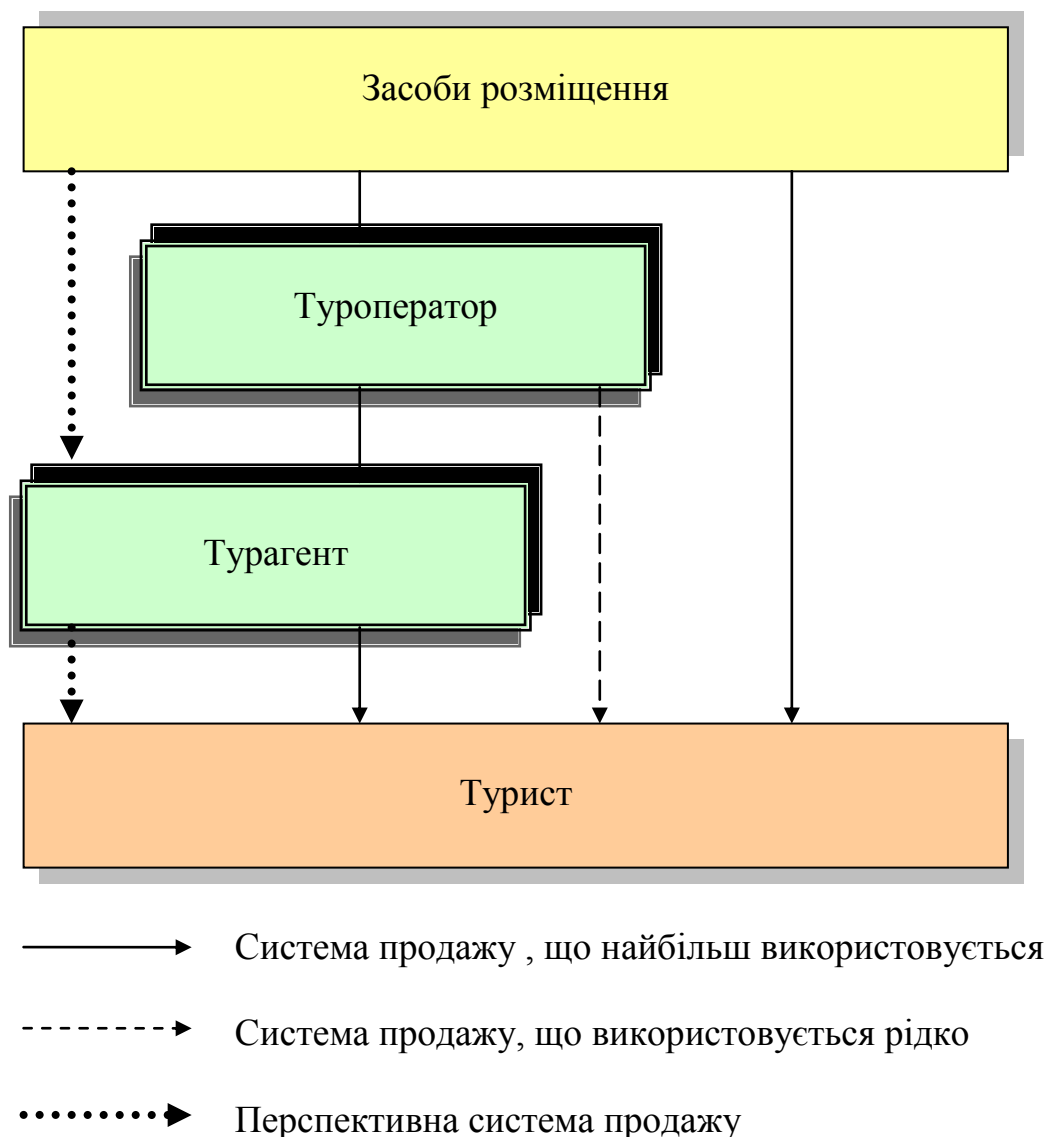 Засоби розміщення
Туроператор
Турагент
Турист
Система продажу , що найбільш використовується
Система продажу, що використовується рідко
Перспективна система продажу